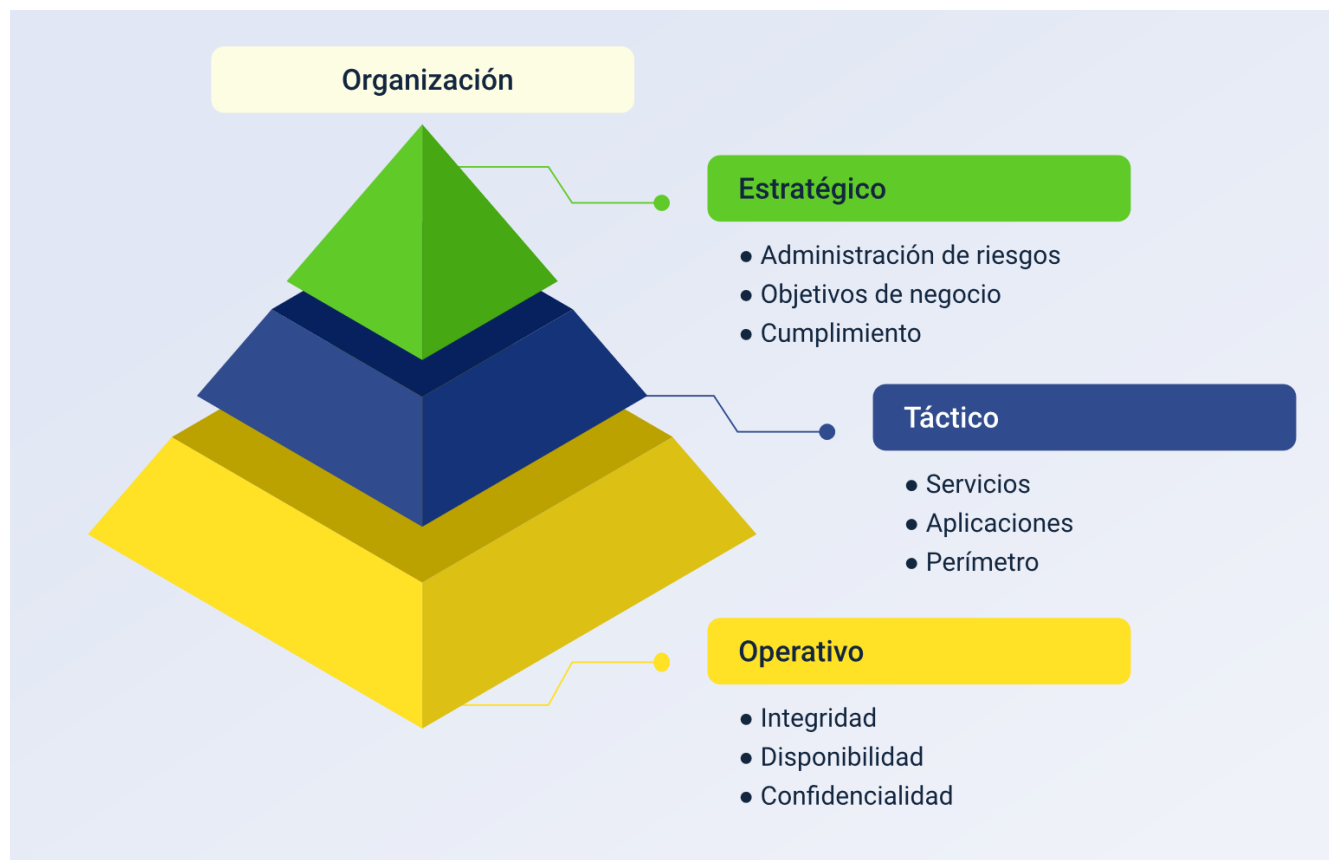 Organización
Estratégico
● Administración de riesgos
● Objetivos de negocio
● Cumplimiento
Táctico
● Servicios
● Aplicaciones
● Perímetro
Operativo
● Integridad
● Disponibilidad
● Confidencialidad